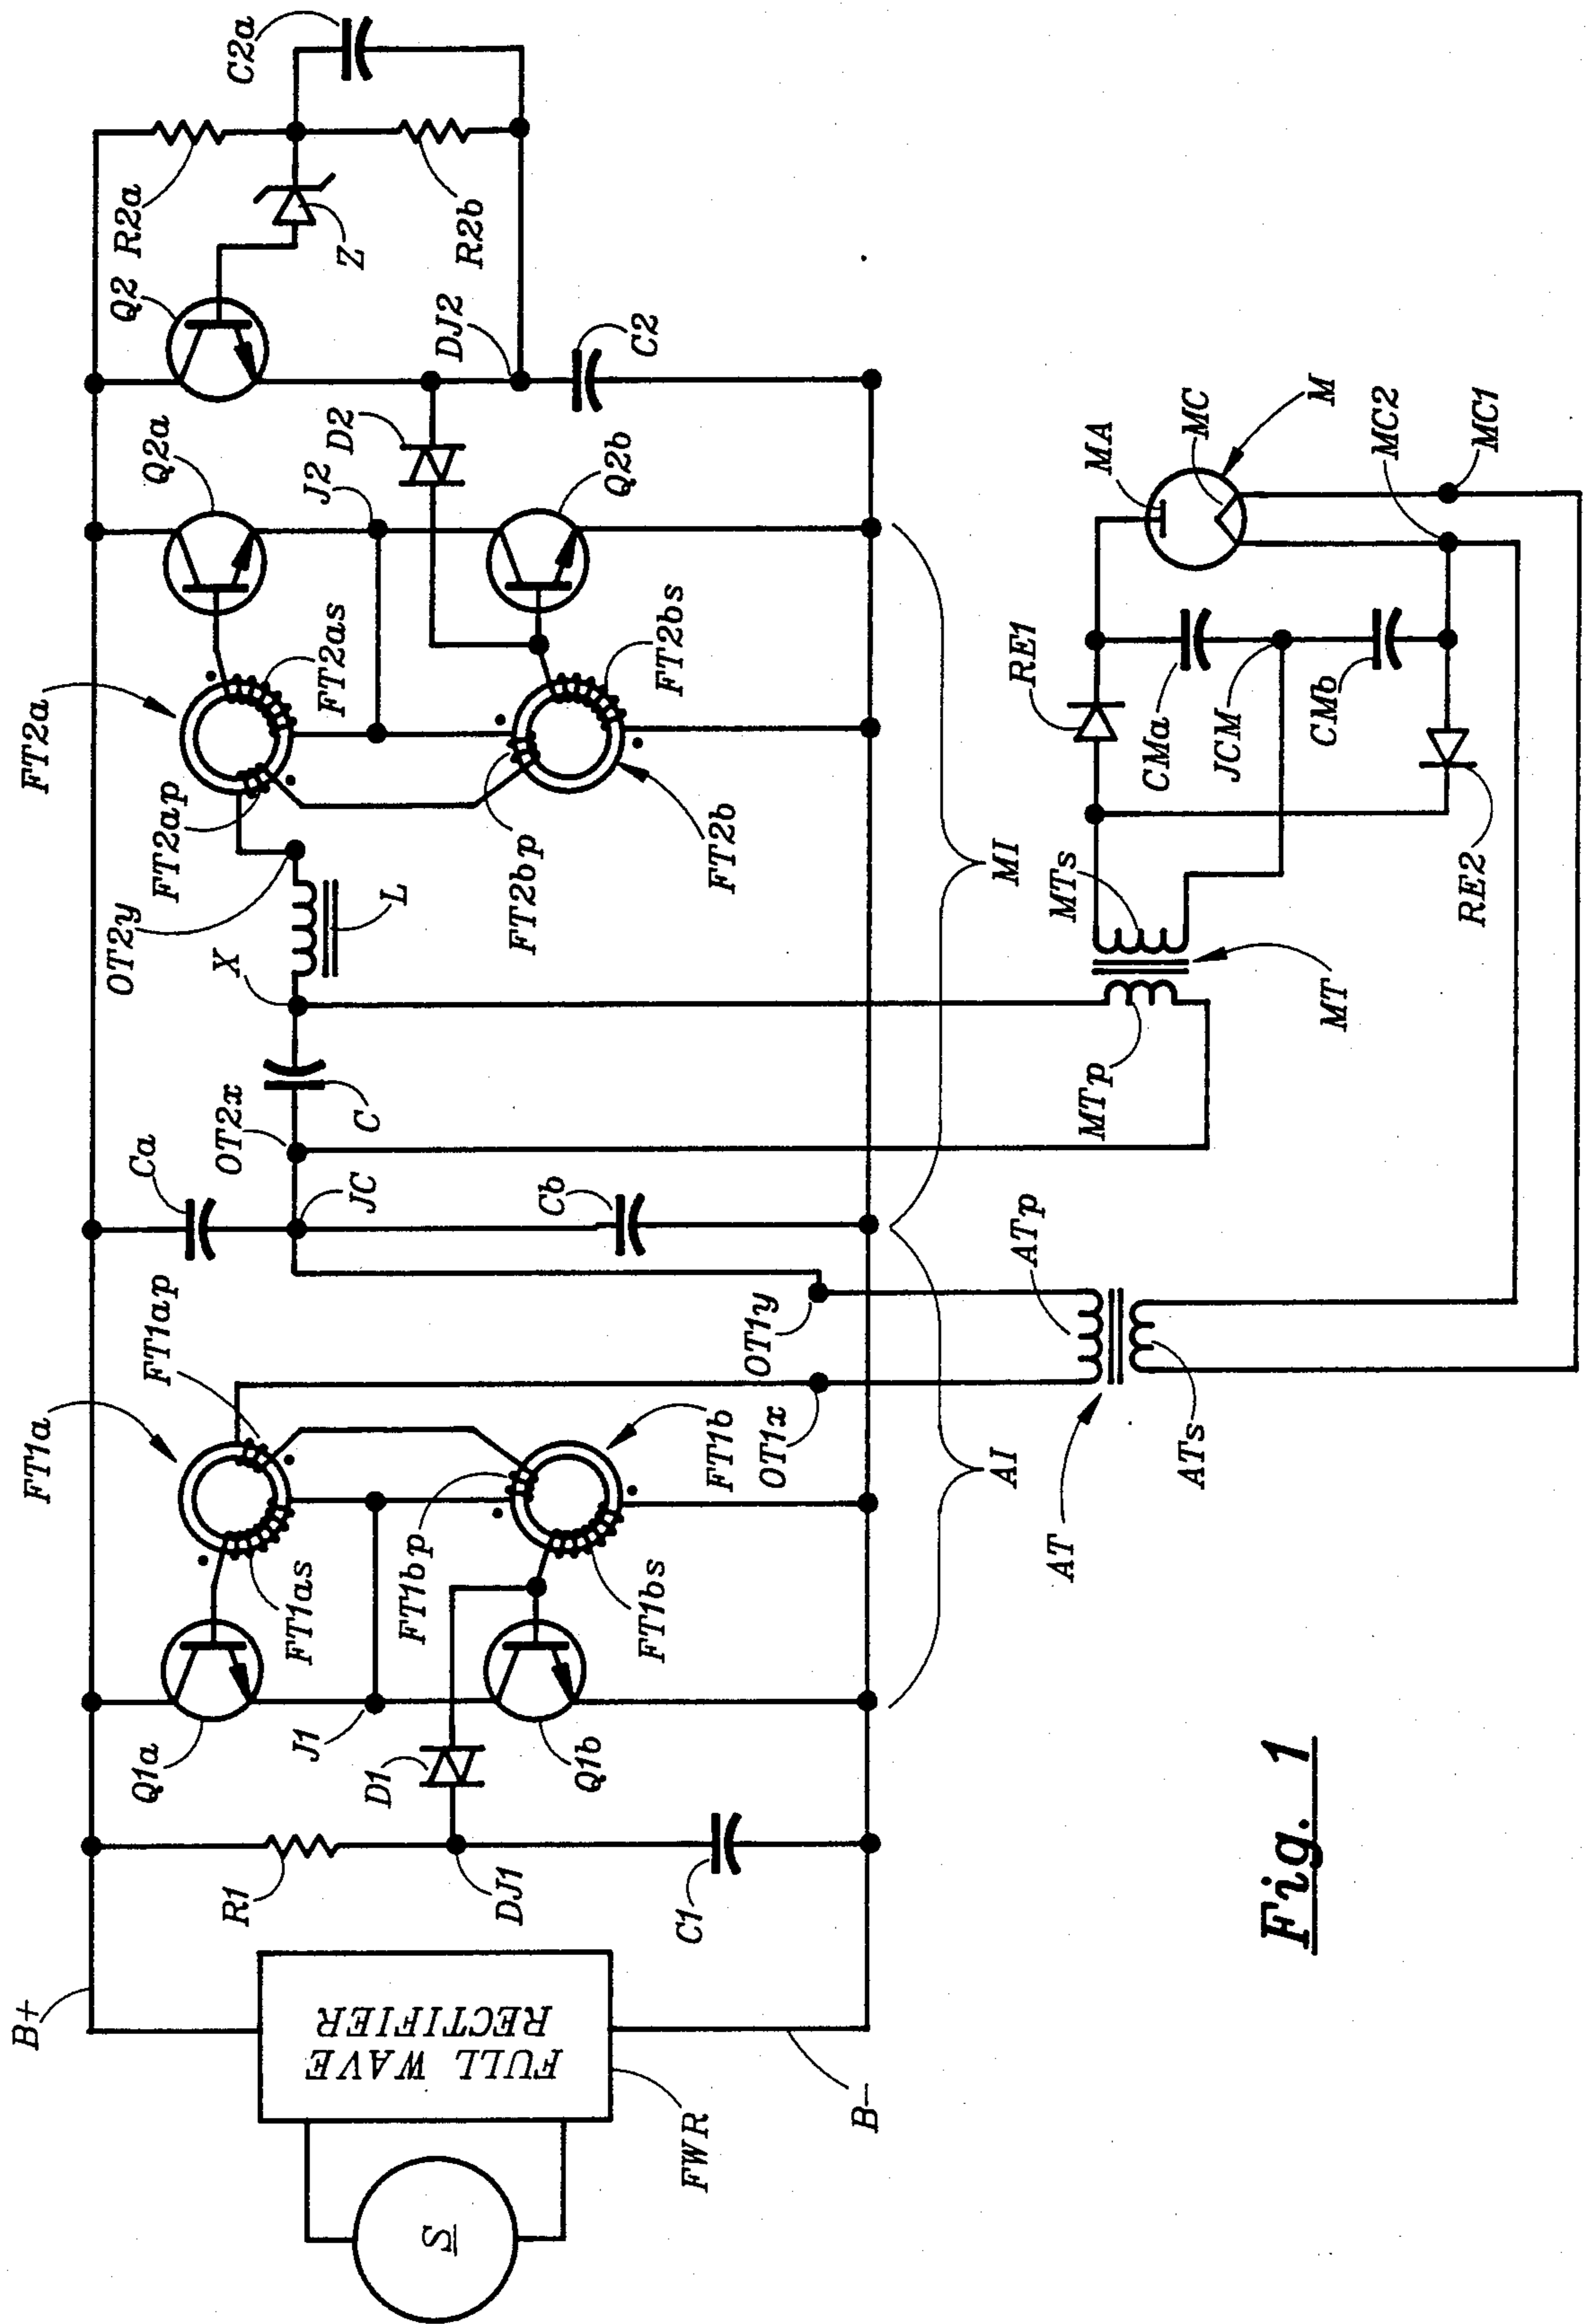 B+
FT1a
FT1ap
Ca
OT2x
X
OT2y
FT2ap
FT2a
Q2a
Q2
R2a
C2a
Q1a
FT1as
JC
C
L
FT2as
J2
D2
Z
R1
J1
FT1bp
Cb
FT2bp
DJ2
R2b
FULL WAVE
RECTIFIER
D1
DJ1
Q1b
FT1bs
FT1b
OT1x
OT1y
FT2b
FT2bs
Q2b
C2
S
FWR
C1
B-
AI
MI
AT
ATp
ATs
MTp
MTs
MT
RE1
CMa
JCM
CMb
RE2
MA
MC
M
MC2
MC1
Fig. 1